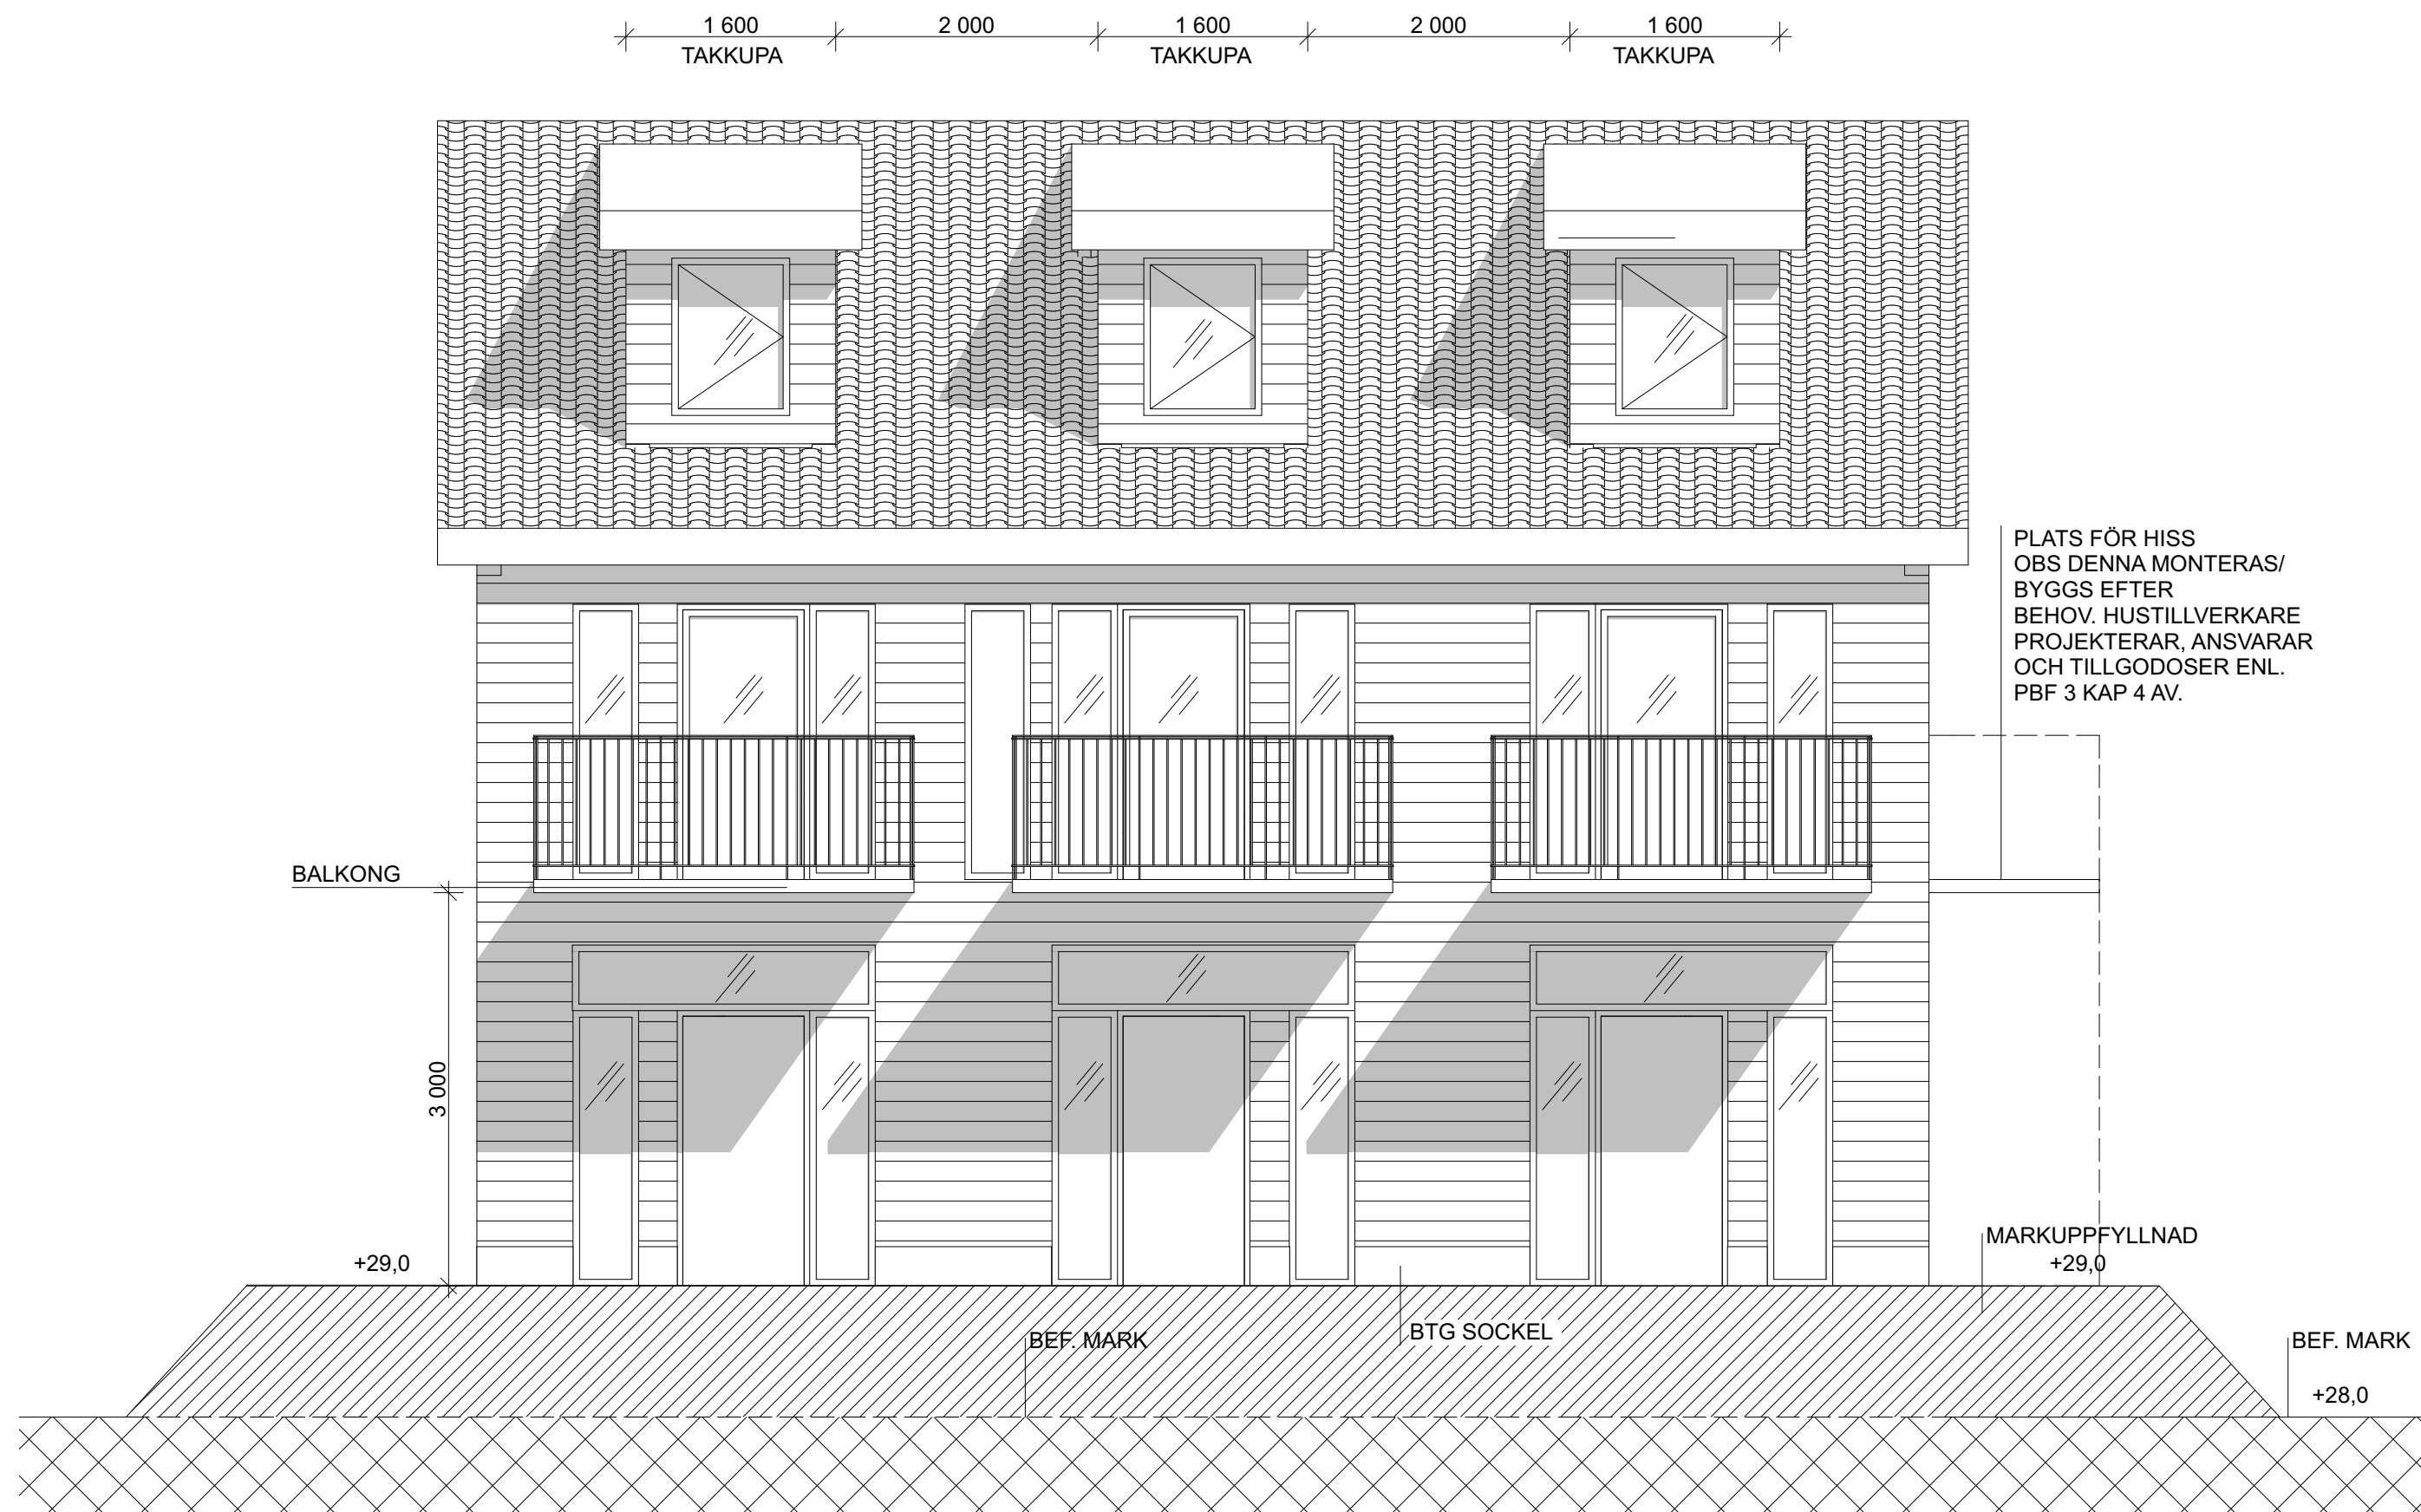 1 600
2 000
1 600
2 000
1 600
TAKKUPA
TAKKUPA
TAKKUPA
PLATS FÖR HISS
OBS DENNA MONTERAS/
BYGGS EFTER
BEHOV. HUSTILLVERKARE
PROJEKTERAR, ANSVARAR
OCH TILLGODOSER ENL.
PBF 3 KAP 4 AV.
BALKONG
3 000
+29,0
MARKUPPFYLLNAD
+29,0
BTG SOCKEL
BEF. MARK
BEF. MARK
+28,0